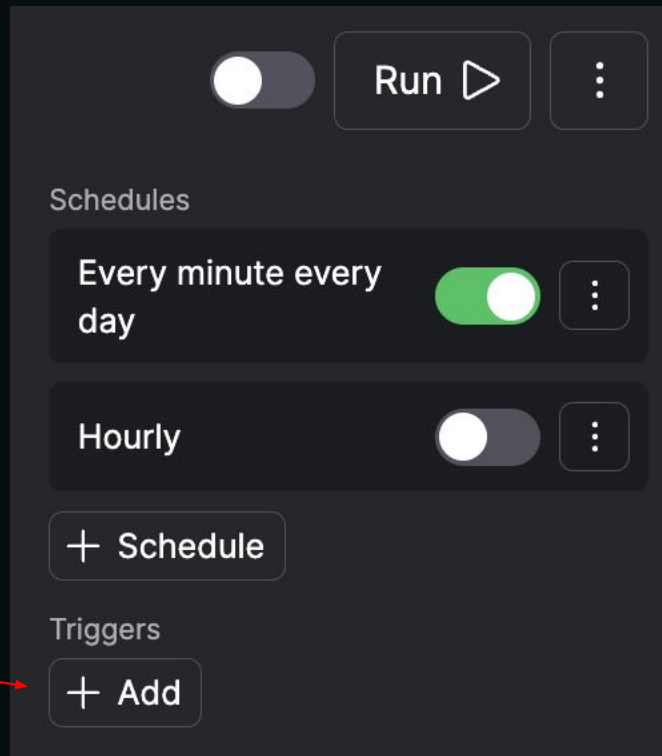 Run
Schedules
Every minute every
day
Hourly
+ Schedule
Triggers
+ Add